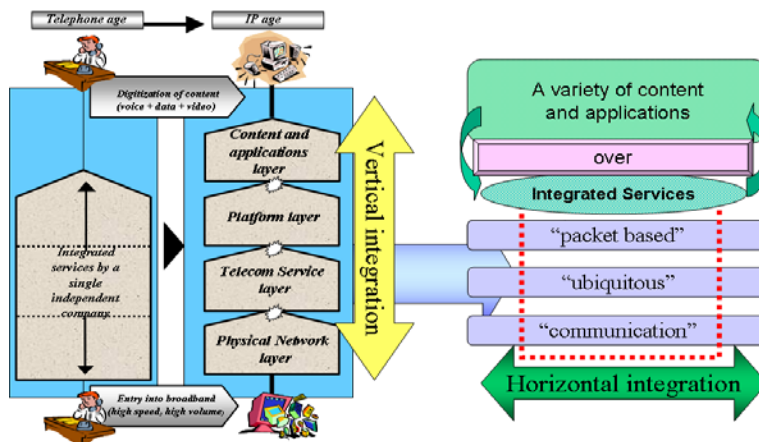 Telephone age
IP age
Digitization of content
(voice + data + video)
Content and
applications
layer
Platform layer
Telecom Service
layer
Physical Network
layer
Integrated
services by a
single
independent
company
Entry into broadband
(high speed, high volume)
Vertical integration
A variety of content
and applications
over
Integrated Services
“packet based”
“ubiquitous”
“communication”
Horizontal integration